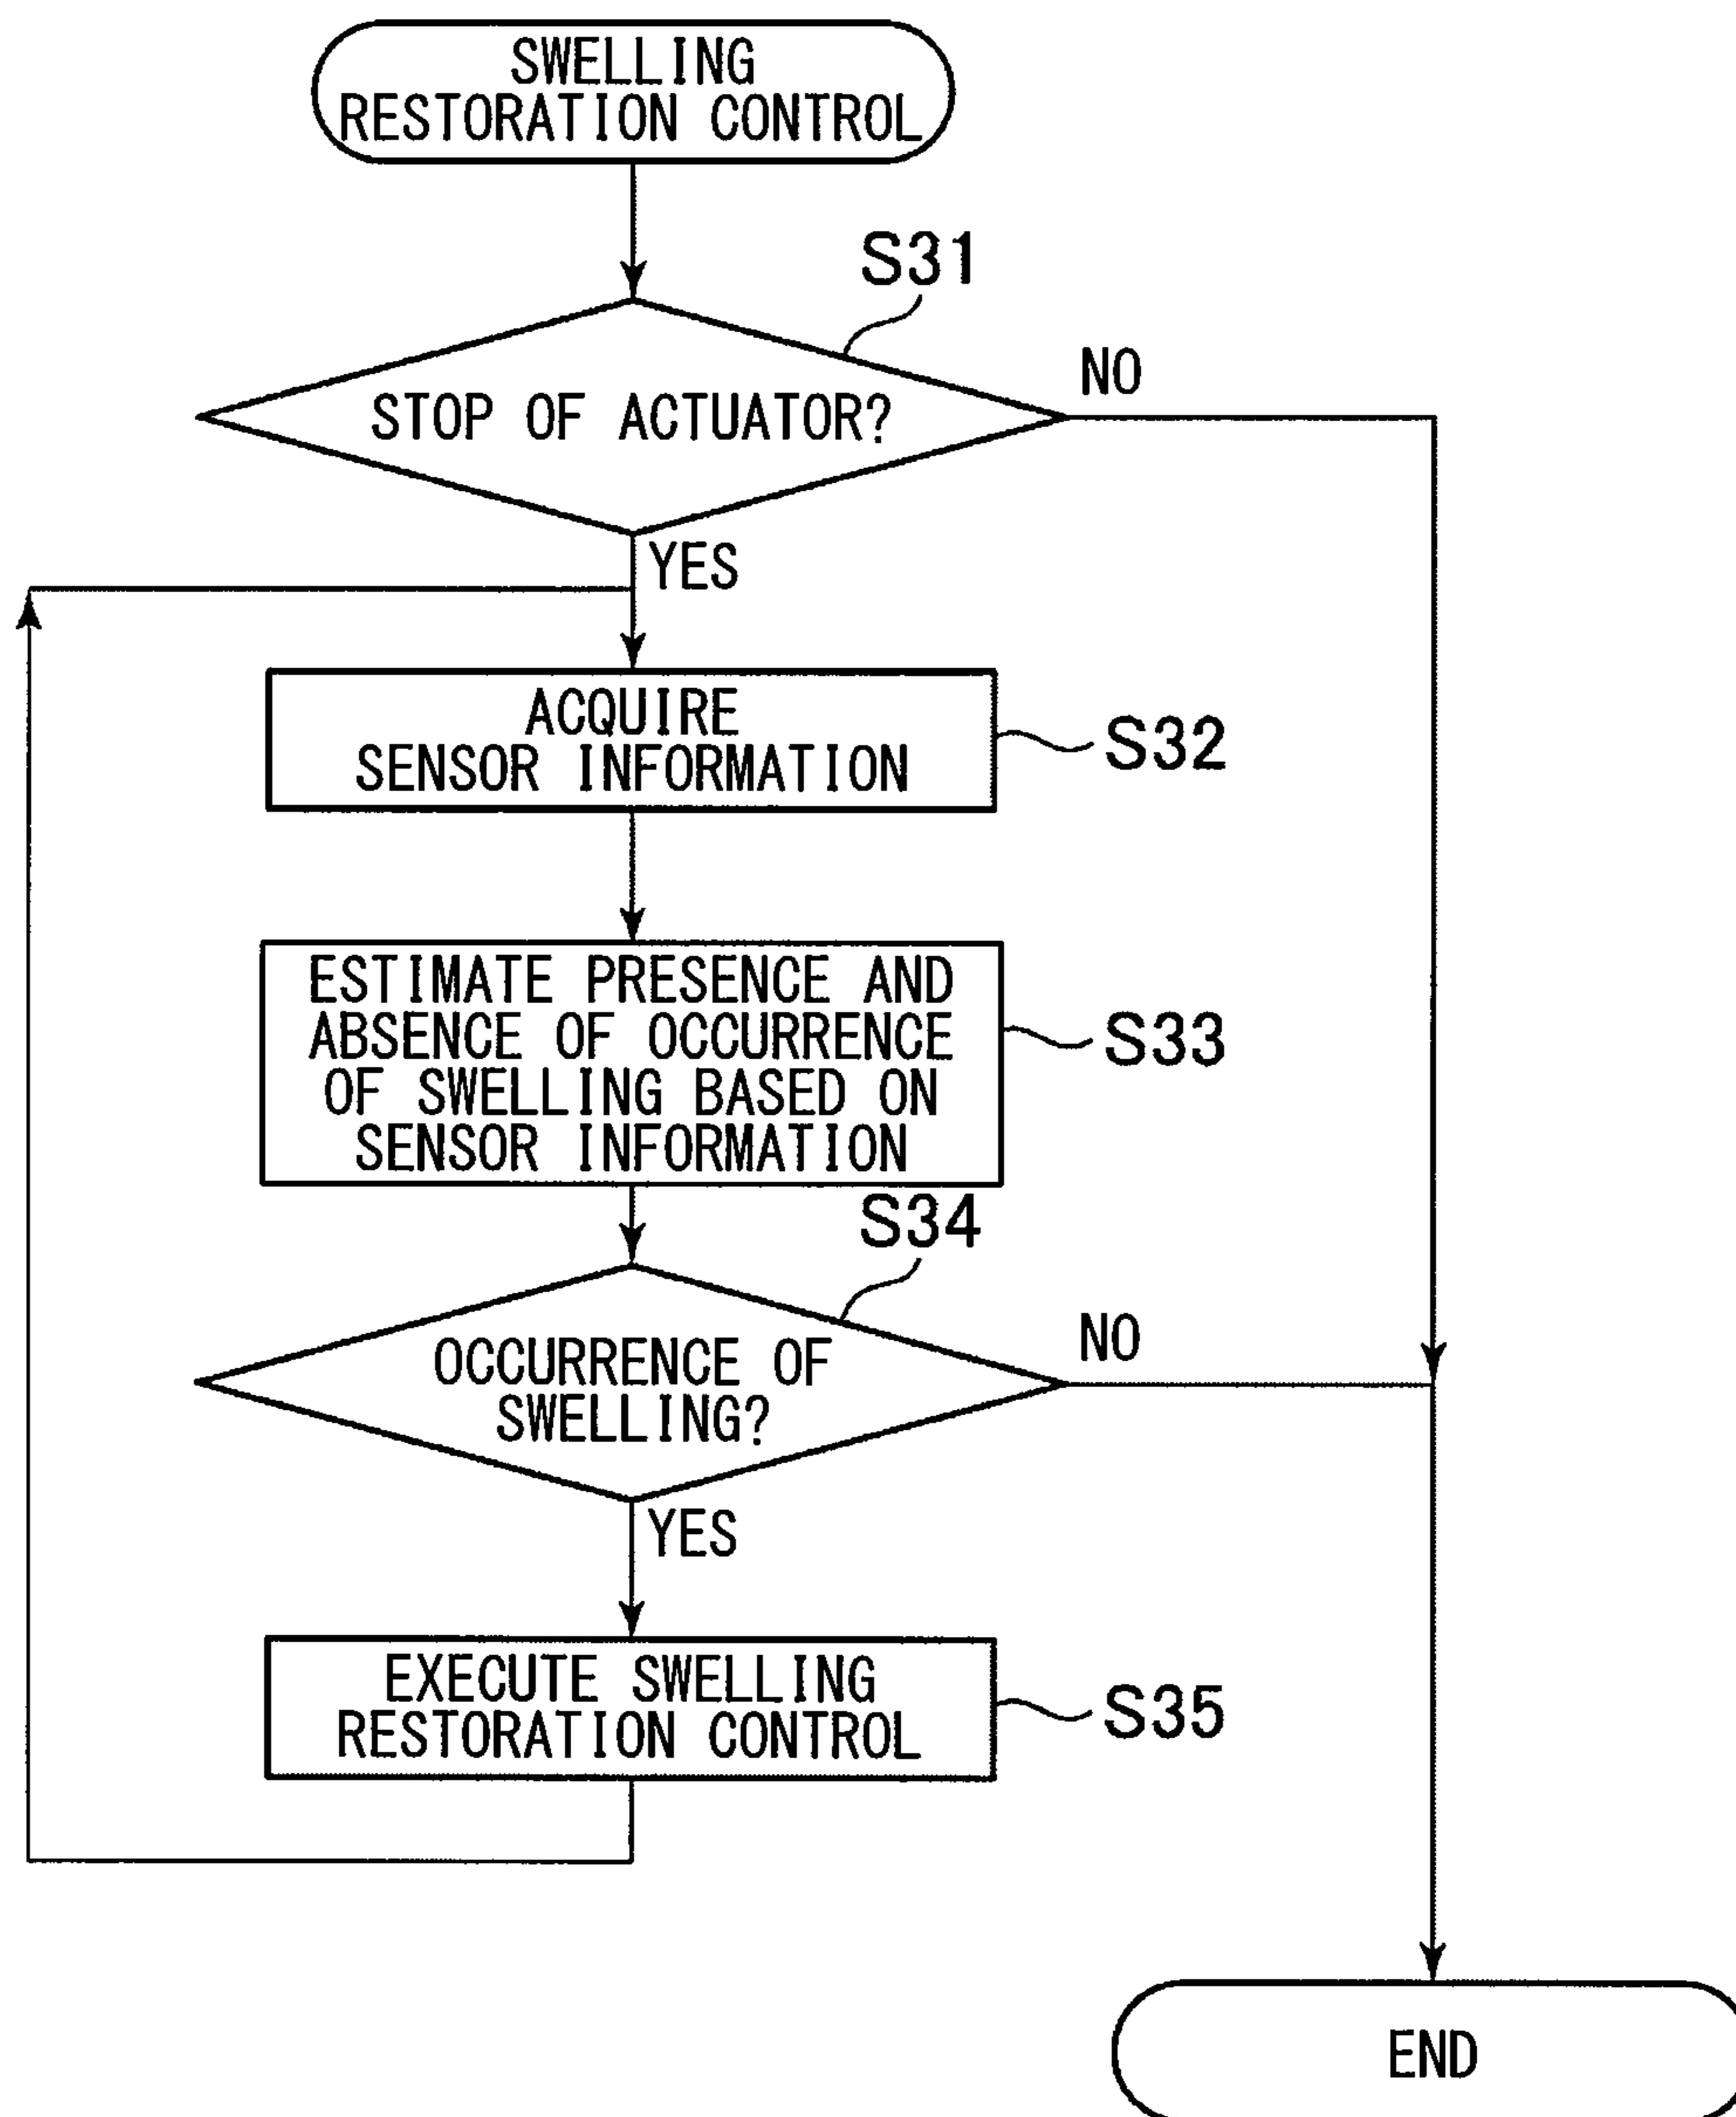 SWELLING
RESTORATION CONTROL
S31
STOP OF ACTUATOR?
NO
YES
ACQUIRE
SENSOR INFORMATION
S32
ESTIMATE PRESENCE AND
ABSENCE OF OCCURRENCE
OF SWELLING BASED ON
SENSOR INFORMATION
S33
S34
OCCURRENCE OF
SWELLING?
NO
YES
EXECUTE SWELLING
RESTORATION CONTROL
S35
END